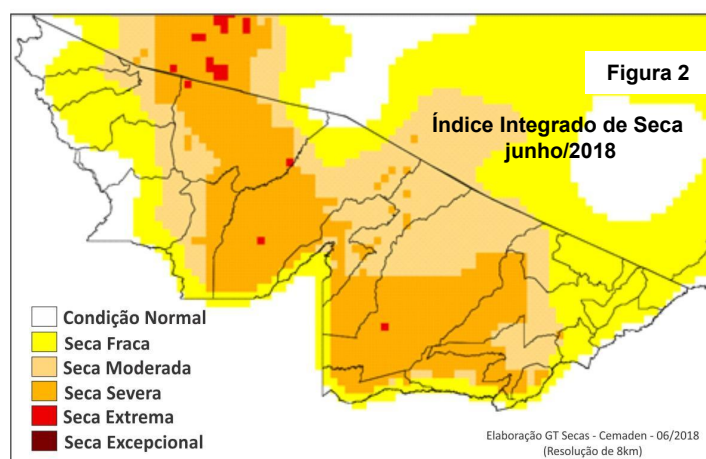 Figura 2
Índice Integrado de Seca
junho/2018
Condição Normal
Seca Fraca
Seca Moderada
Seca Severa
Seca Extrema
Seca Excepcional
Elaboração GT Secas - Cemaden - 06/2018
(Resolução de 8km)